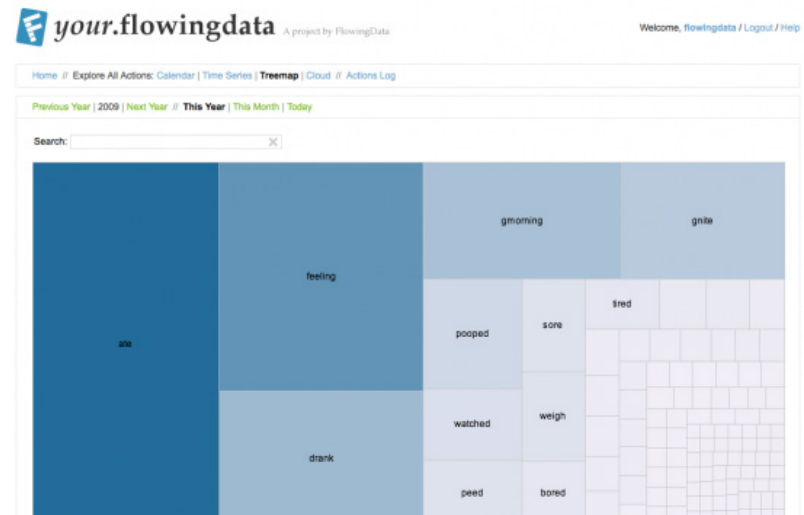 your.flowingdata A project by FlowingData
Welcome, flowingdata / Logout / Help
Home // Explore All Actions: Calendar | Time Series | Treemap | Cloud // Actions Log
Previous Year | 2009 | Next Year // This Year | This Month | Today
Search:
gmorning
gnite
feeling
tired
sore
pooped
ate
weigh
watched
drank
peed
bored